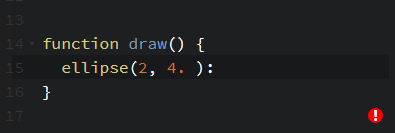 13
14 function draw() {
15 ellipse(2, 4. ):
16 }
17